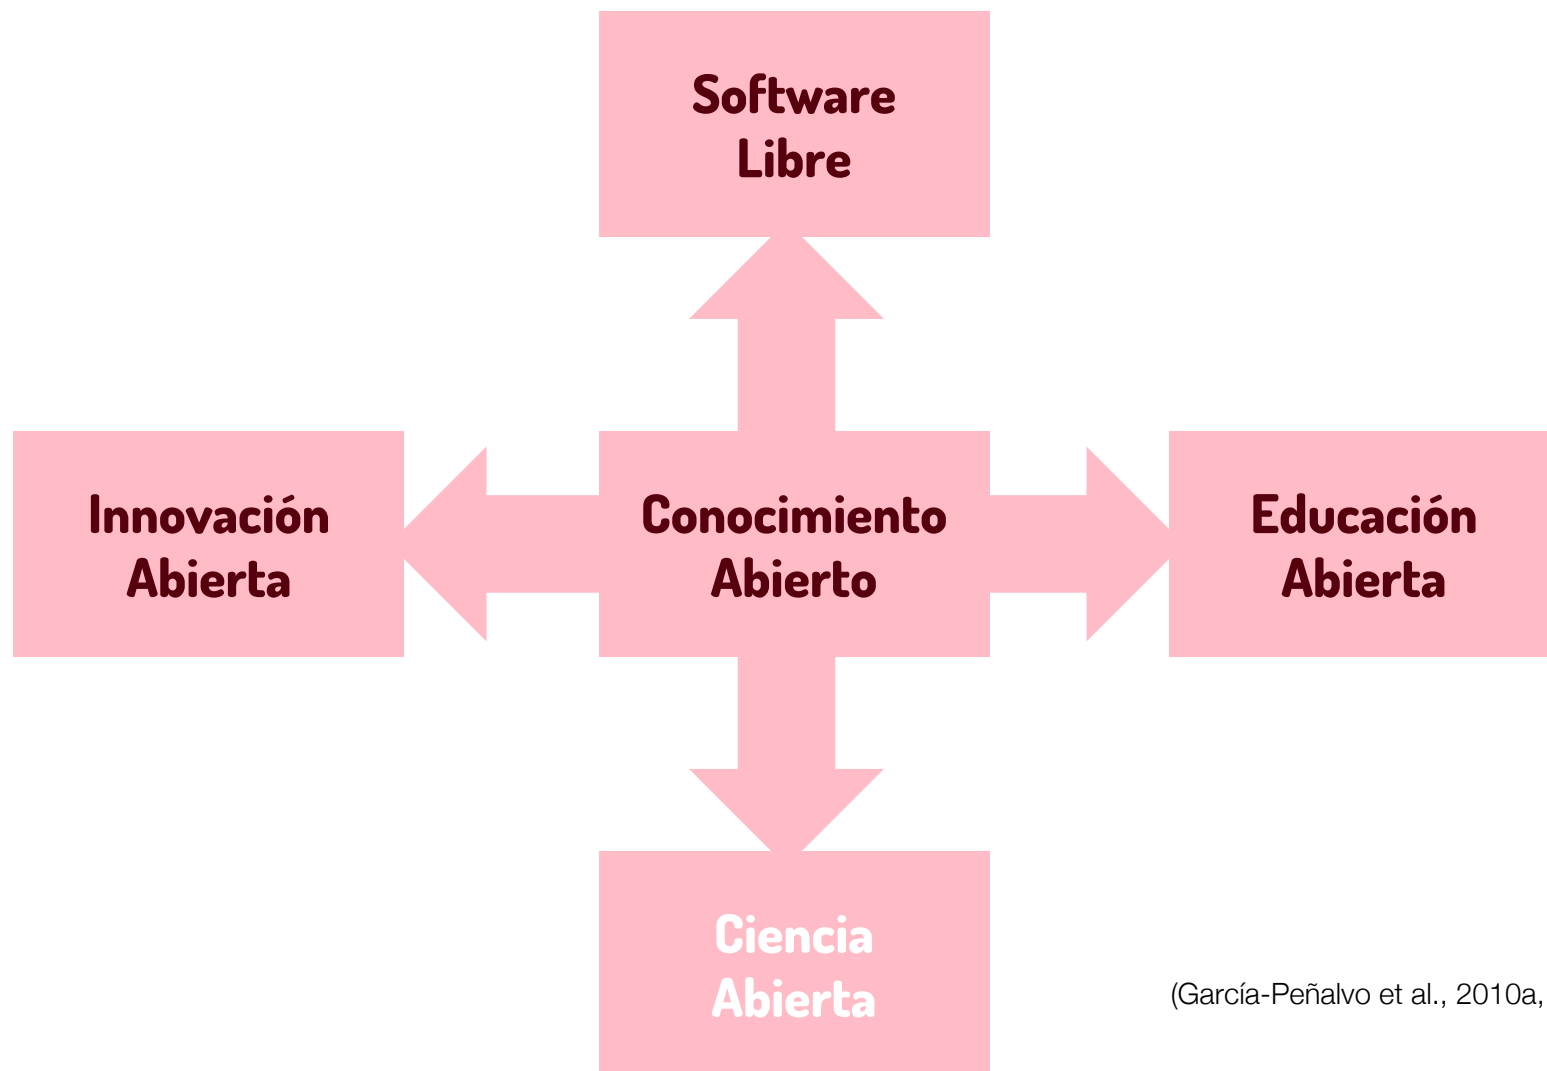 Software
Libre
Innovación
Abierta
Conocimiento
Abierto
Educación
Abierta
Ciencia
Abierta
(García-Peñalvo et al., 2010a,